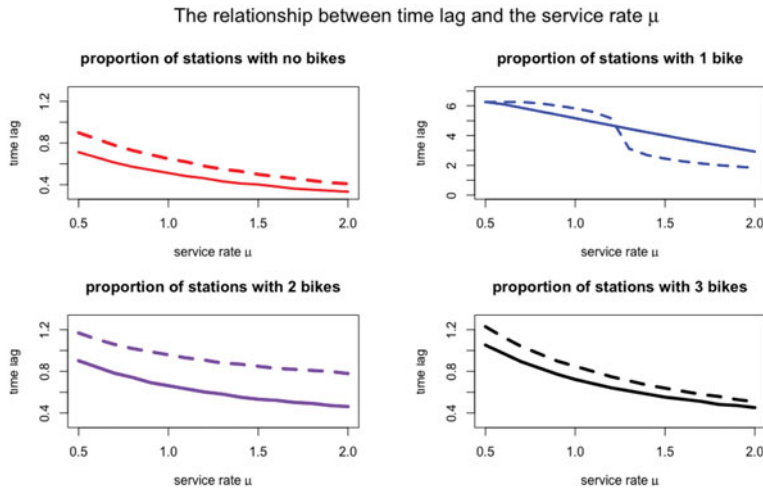 The relationship between time lag and the service rate μ
proportion of stations with no bikes
time lag
1.2
0.4
0.5 1.0 1.5 2.0
service rate μ
proportion of stations with 1 bike
time lag
6
4
2
0
0.5 1.0 1.5 2.0
service rate μ
proportion of stations with 2 bikes
time lag
1.2
0.8
0.4
0.5 1.0 1.5 2.0
service rate μ
proportion of stations with 3 bikes
time lag
1.2
0.8
0.4
0.5 1.0 1.5 2.0
service rate μ